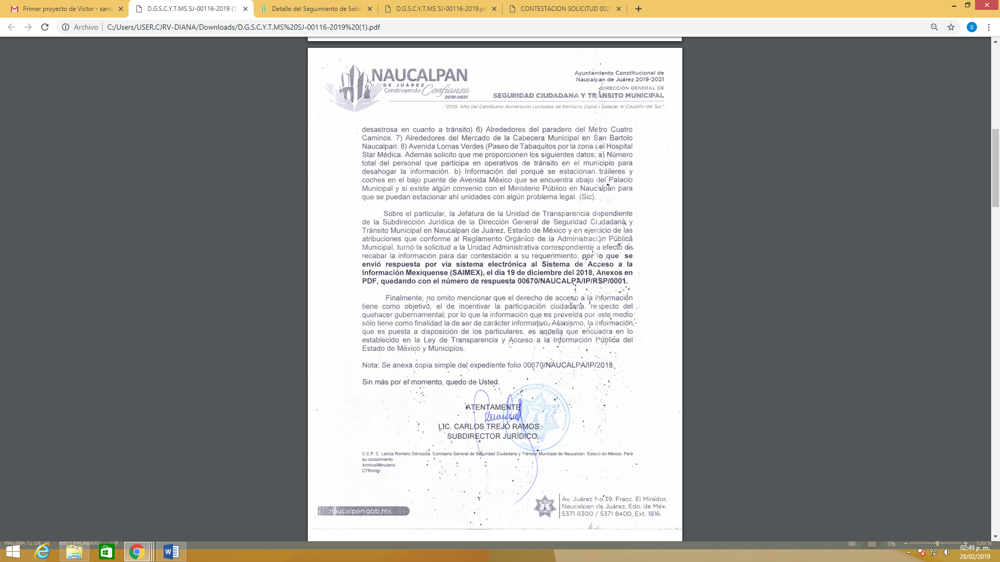 Primer proyecto de Victor - sand
D.G.S.C.Y.T.MS SJ-00116-2019 (1)
Detalle del Seguimiento de Solici
D.G.S.C.Y.T.MS SJ-00116-2019.pd
CONTESTACION SOLICITUD 002
Archivo
C:/Users/USER.CJRV-DIANA/Downloads/D.G.S.C.Y.T.MS%20SJ-00116-2019%20(1).pdf
S
NAUCALPAN
DE JUÁREZ
Construyendo Confianza
2019-2021
Ayuntamiento Constitucional de
Naucalpan de Juárez 2019-2021
DIRECCIÓN GENERAL DE
SEGURIDAD CIUDADANA Y TRÁNSITO MUNICIPAL
"2019. Año del Centésimo Aniversario Luctuoso de Emiliano Zapata Salazar, el Caudillo del Sur".
desastrosa en cuanto a tránsito) 6) Alrededores del paradero del Metro Cuatro
Caminos. 7) Alrededores del Mercado de la Cabecera Municipal en San Bartolo
Naucalpan. 8) Avenida Lomas Verdes (Paseo de Tabaquitos por la zona del Hospital
Star Médica. Además solicito que me proporcionen los siguientes datos: a) Número
total del personal que participa en operativos de tránsito en el municipio para
desahogar la información. b) Información del porqué se estacionan tráileres y
coches en el bajo puente de Avenida México que se encuentra abajo del Palacio
Municipal y si existe algún convenio con el Ministerio Público en Naucalpan para
que se puedan estacionar ahí unidades con algún problema legal. (Sic).
Sobre el particular, la Jefatura de la Unidad de Transparencia dependiente
de la Subdirección Jurídica de la Dirección General de Seguridad Ciudadana y
Tránsito Municipal en Naucalpan de Juárez, Estado de México y en ejercicio de las
atribuciones que conforme al Reglamento Orgánico de la Administración Pública
Municipal, turnó la solicitud a la Unidad Administrativa correspondiente a efecto de
recabar la información para dar contestación a su requerimiento, por lo que se
envió respuesta por vía sistema electrónica al Sistema de Acceso a la
Información Mexiquense (SAIMEX), el día 19 de diciembre del 2018, Anexos en
PDF, quedando con el número de respuesta 00670/NAUCALPA/IP/RSP/0001.
Finalmente, no omito mencionar que el derecho de acceso a la información
tiene como objetivo, el de incentivar la participación ciudadana, respecto del
quehacer gubernamental; por lo que la información que es proveída por este medio
sólo tiene como finalidad la de ser de carácter informativo. Asimismo, la información
que es puesta a disposición de los particulares, es aquella que encuadra en lo
establecido en la Ley de Transparencia y Acceso a la Información Pública del
Estado de México y Municipios.
Nota: Se anexa copia simple del expediente folio 00670/NAUCALPA/IP/2018.
Sin más por el momento, quedo de Usted.
ATENTAMENTE
LIC. CARLOS TREJO RAMOS
SUBDIRECTOR JURÍDICO
C.C.P. C. Leticia Romero Odriozola. Comisaria General de Seguridad Ciudadana y Tránsito Municipal de Naucalpan, Estado de México, Para
su conocimiento
Archivo/Minutario.
CTR/mlgr.
naucalpan.gob.mx
Av. Juárez No.39, Fracc. El Mirador,
Naucalpan de Juárez, Edo. de Méx.
5371 8300 / 5371 8400, Ext. 1816.
PÁGINA 12 DE 28 6971 PALABRAS
130 %
02:49 p. m.
28/02/2019